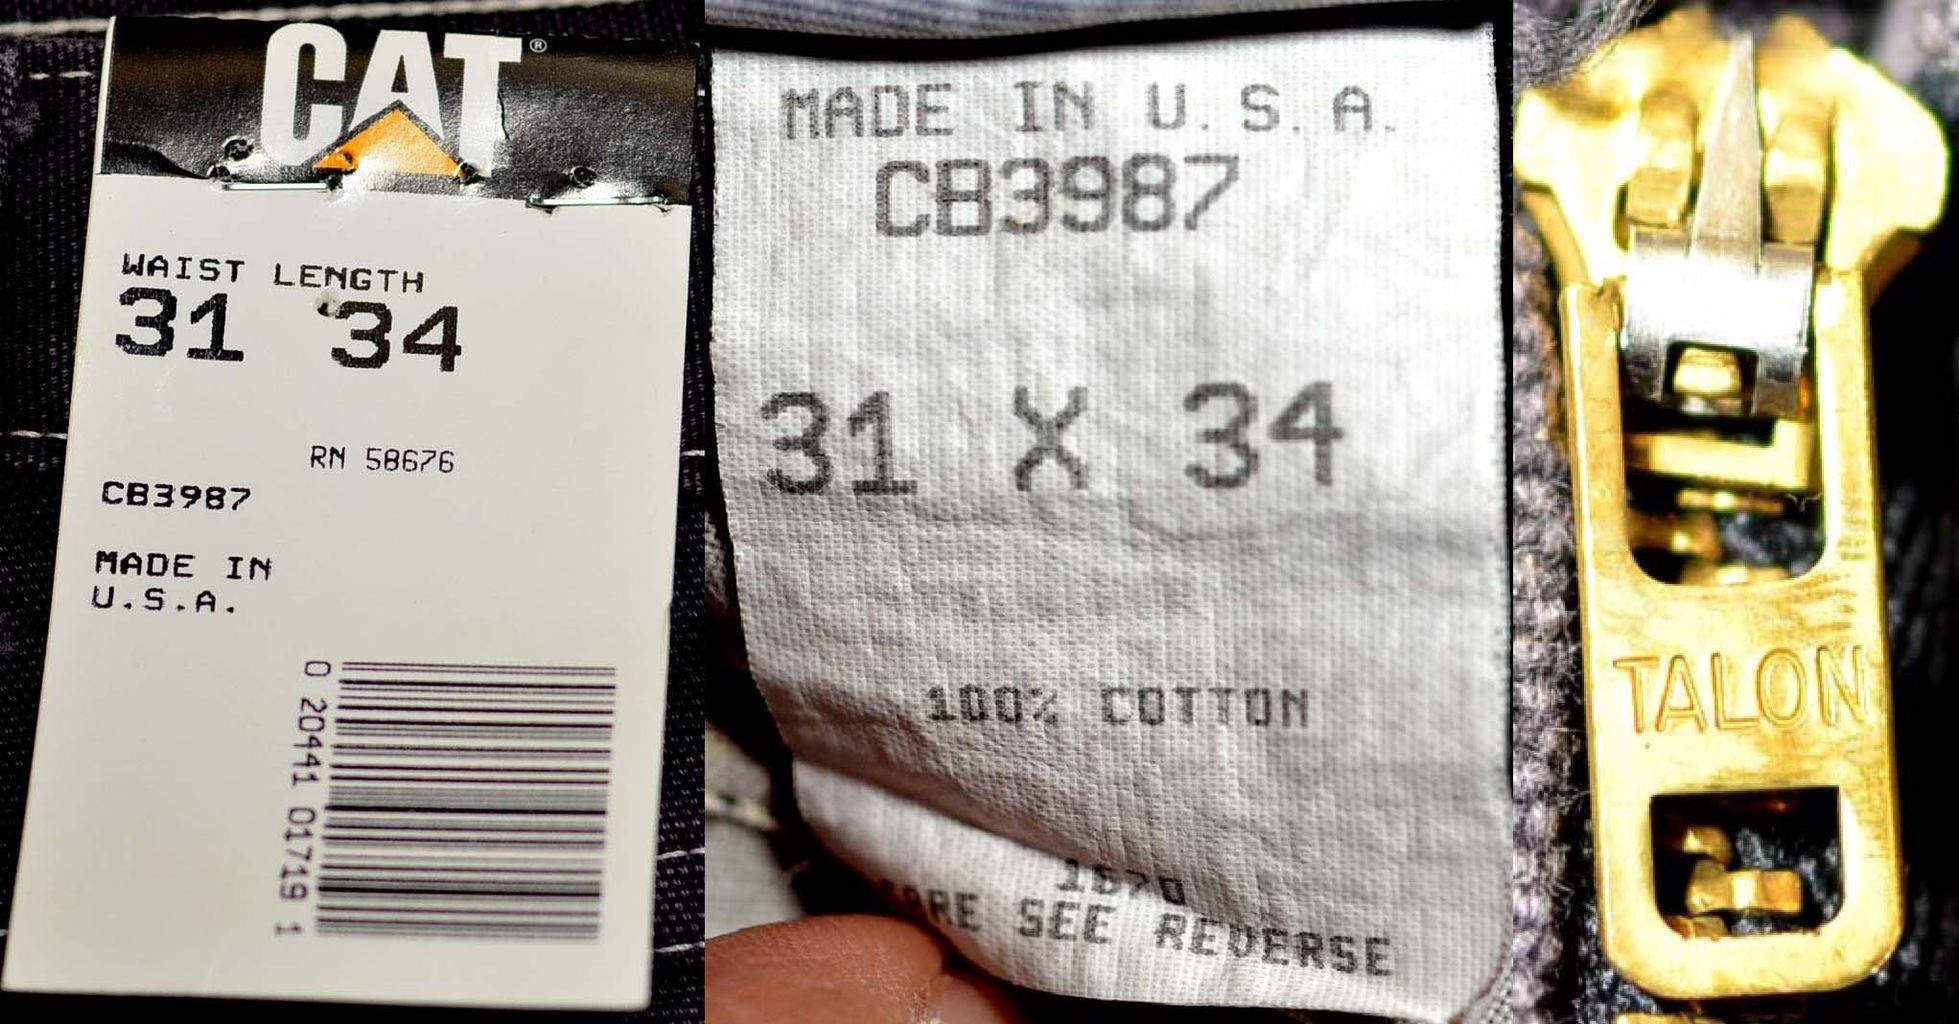 CAT®
WAIST LENGTH
31 34
RN 58676
CB3987
MADE IN
U.S.A.
0 20441 01719 1
MADE IN U.S.A.
CB3987
31 X 34
100% COTTON
SEE REVERSE
TALON